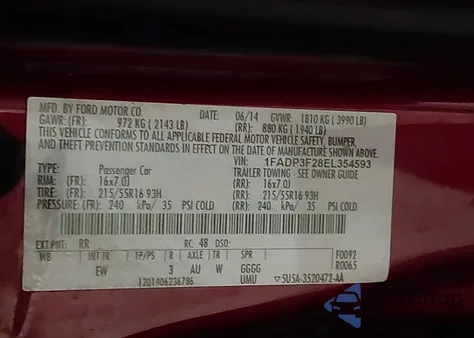 MFD. BY FORD MOTOR CO.
DATE: 06/14 GVWR: 1810 KG ( 3990 LB)
GAWR: (FR): 972 KG ( 2143 LB) (RR): 880 KG ( 1940 LB)
THIS VEHICLE CONFORMS TO ALL APPLICABLE FEDERAL MOTOR VEHICLE SAFETY, BUMPER,
AND THEFT PREVENTION STANDARDS IN EFFECT ON THE DATE OF MANUFACTURE SHOWN ABOVE.
VIN: 1FADP3F28EL354593
TYPE: Passenger Car TRAILER TOWING - SEE OWNER GUIDE
RIM: (FR) 16x7.0J (RR) 16x7.0J
TIRE: (FR) 215/55R16 93H (RR) 215/55R16 93H
PRESSURE: (FR) 240 kPa/ 35 PSI COLD (RR) 240 kPa/ 35 PSI COLD
EXT PNT: RR RC: 48 DSO: F0092
WB INT TR TP/PS R AXLE TR SPR R0065
EW 3 AU W GGGG
1201406236786 UMU 5U5A-3520472-AA